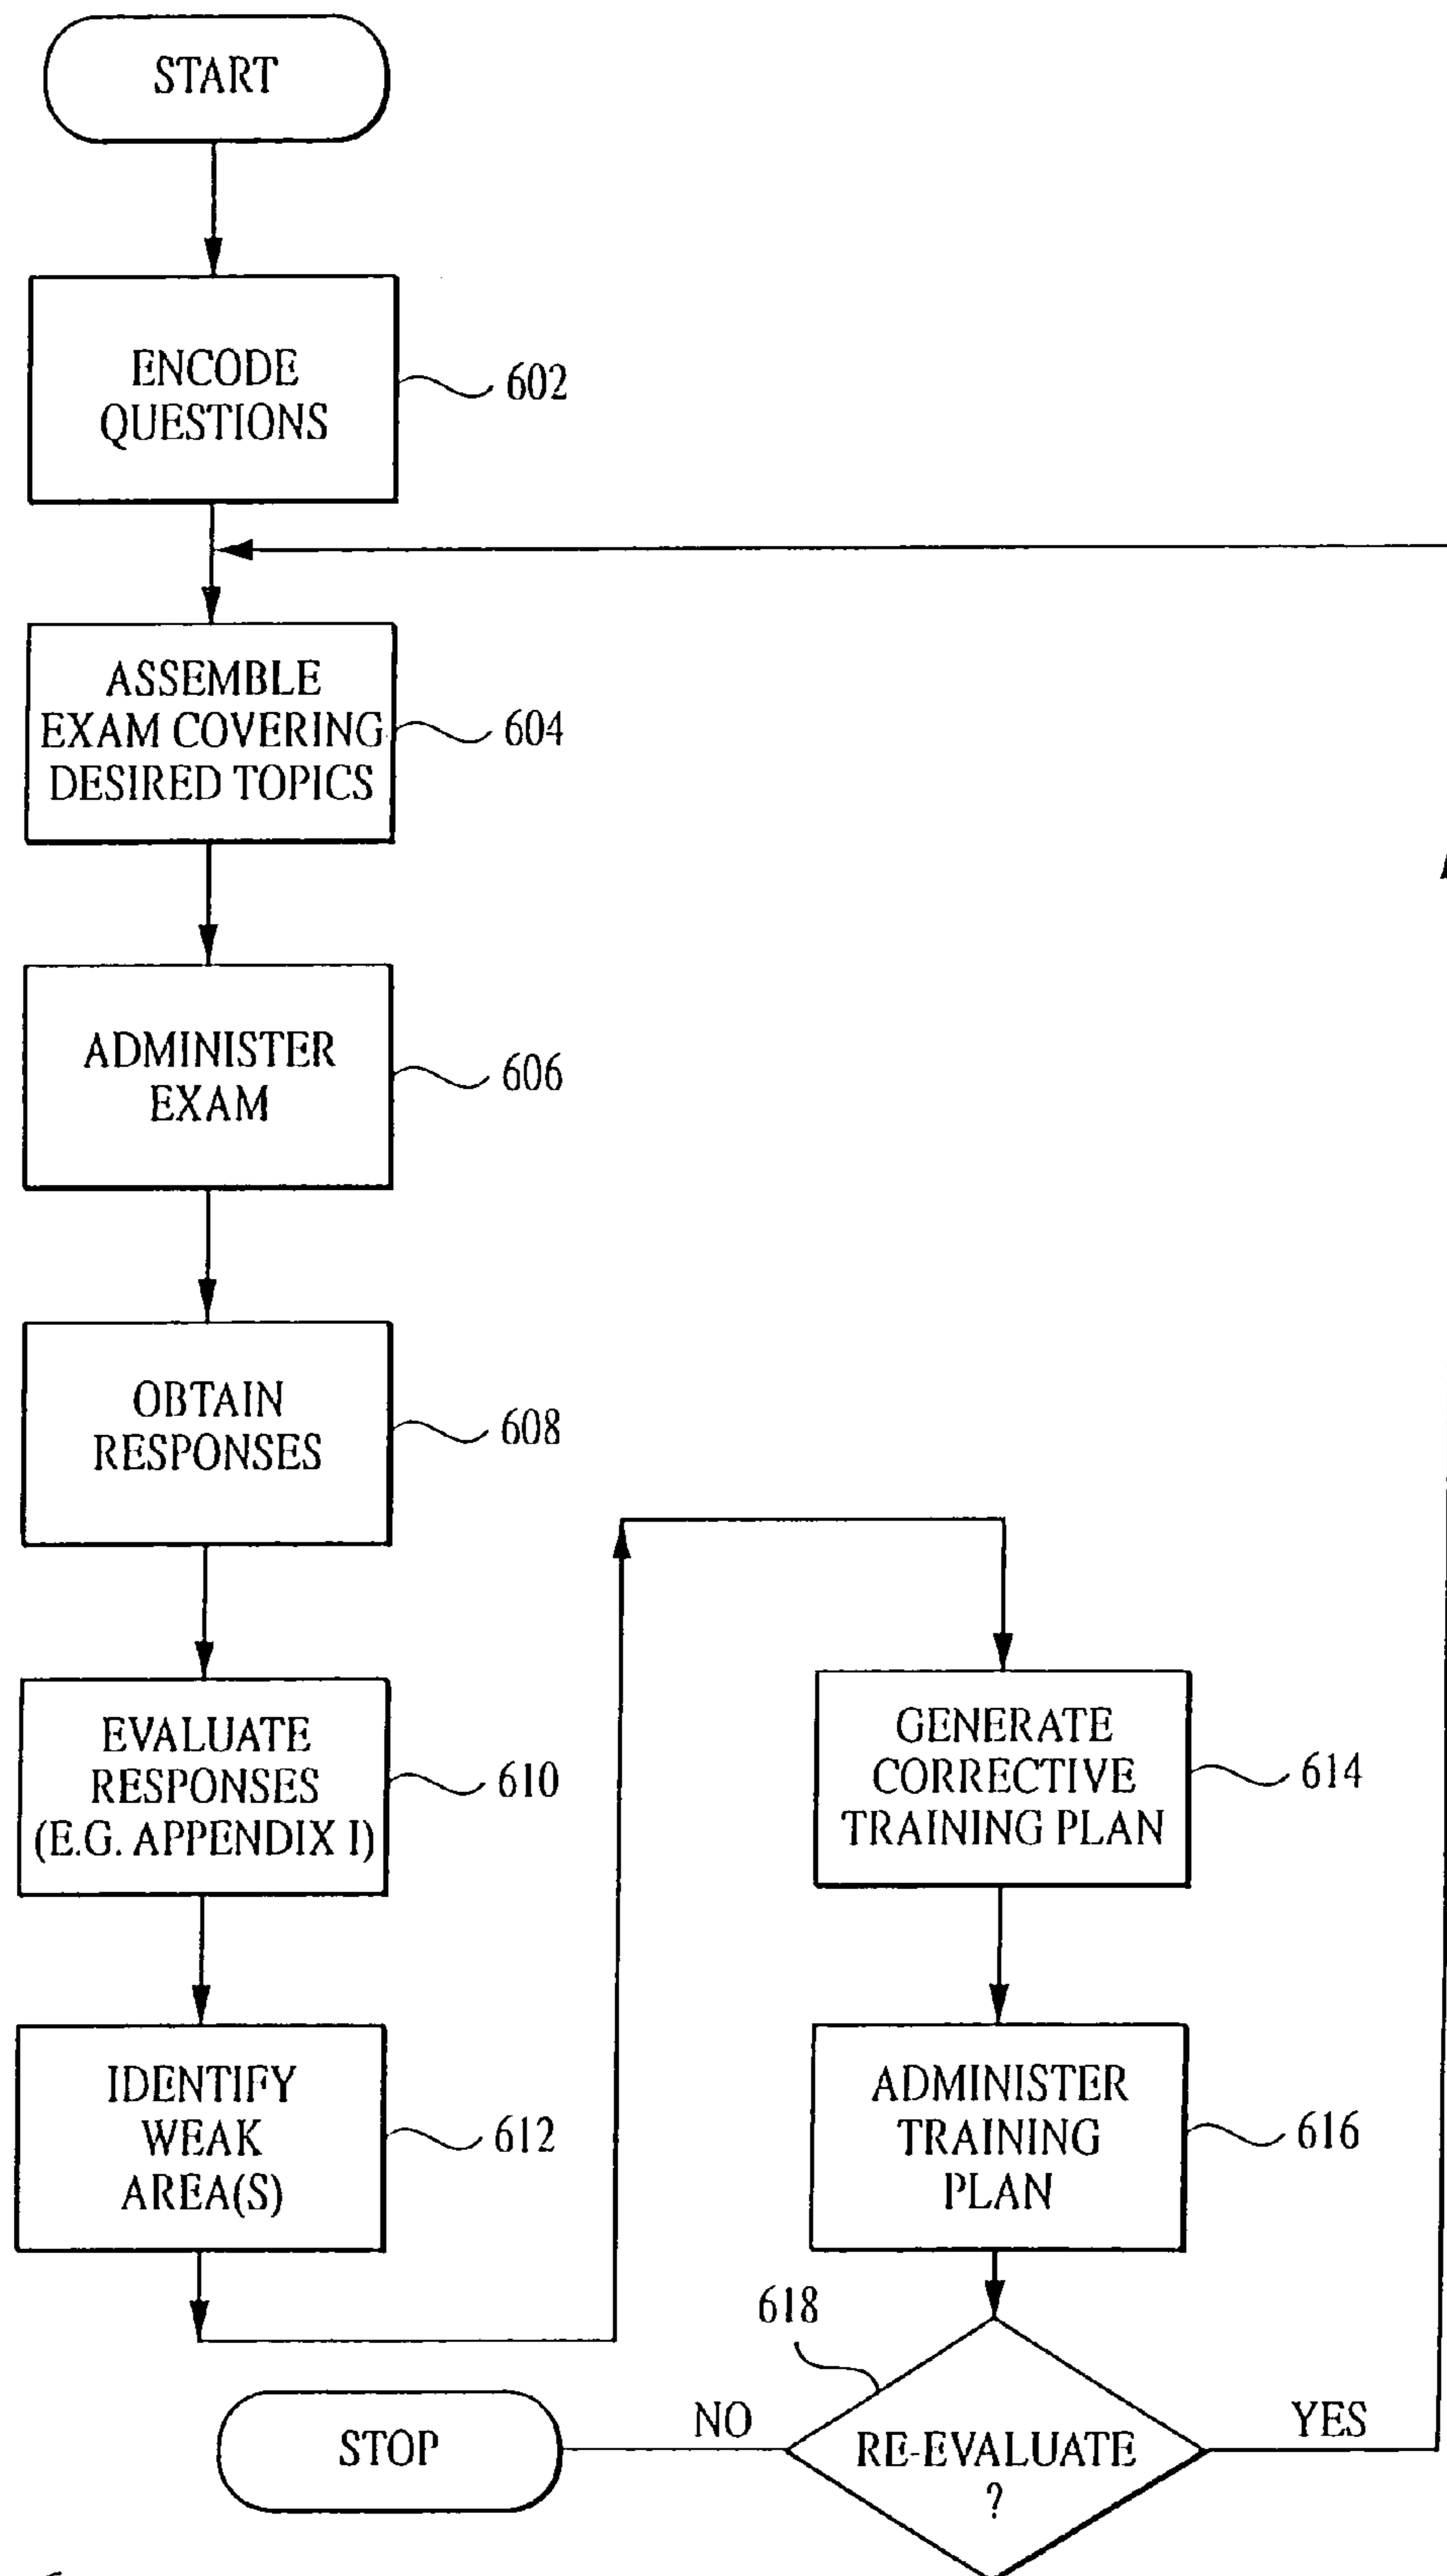 START
ENCODE
QUESTIONS
602
ASSEMBLE
EXAM COVERING
DESIRED TOPICS
604
ADMINISTER
EXAM
606
OBTAIN
RESPONSES
608
EVALUATE
RESPONSES
(E.G. APPENDIX I)
610
IDENTIFY
WEAK
AREA(S)
612
GENERATE
CORRECTIVE
TRAINING PLAN
614
ADMINISTER
TRAINING
PLAN
616
618
RE-EVALUATE
?
YES
NO
STOP